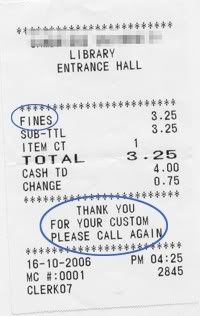 LIBRARY
ENTRANCE HALL
********************
FINES 3.25
SUB-TTL 3.25
ITEM CT 1
TOTAL 3.25
CASH TD 4.00
CHANGE 0.75
********************
THANK YOU
FOR YOUR CUSTOM
PLEASE CALL AGAIN
********************
16-10-2006 PM 04:25
MC #:0001 2845
CLERK07